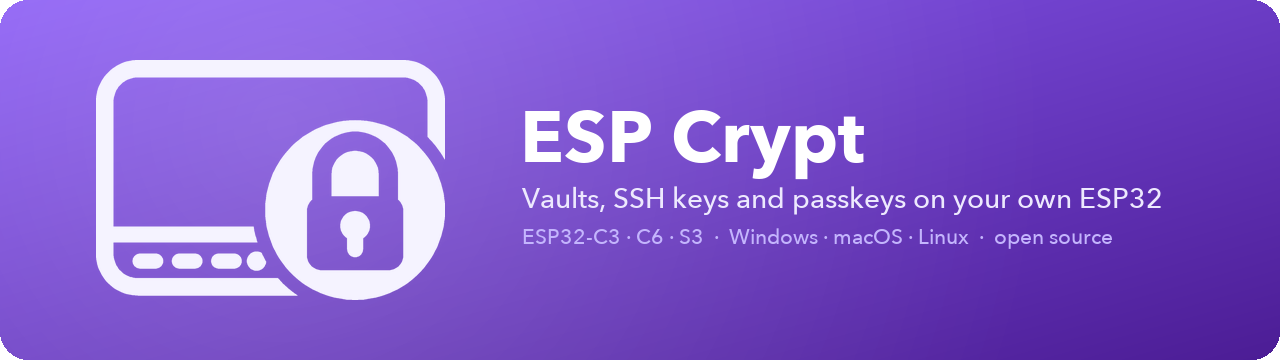 ESP Crypt
Vaults, SSH keys and passkeys on your own ESP32
ESP32-C3 · C6 · S3 · Windows · macOS · Linux · open source